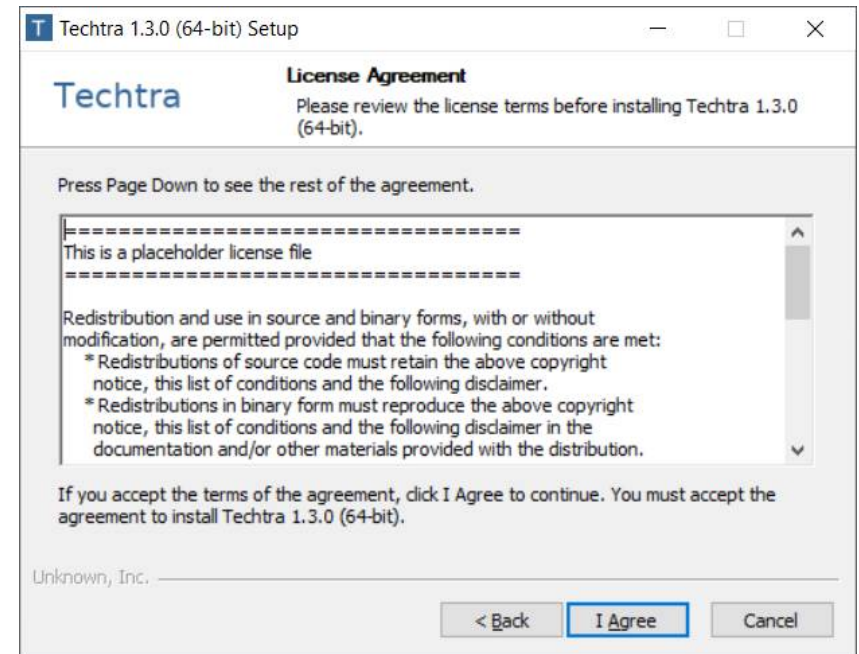 T Techtra 1.3.0 (64-bit) Setup
Techtra
License Agreement
Please review the license terms before installing Techtra 1.3.0
(64-bit).
Press Page Down to see the rest of the agreement.
==================================
This is a placeholder license file
==================================
Redistribution and use in source and binary forms, with or without
modification, are permitted provided that the following conditions are met:
* Redistributions of source code must retain the above copyright
notice, this list of conditions and the following disclaimer.
* Redistributions in binary form must reproduce the above copyright
notice, this list of conditions and the following disclaimer in the
documentation and/or other materials provided with the distribution.
If you accept the terms of the agreement, click I Agree to continue. You must accept the
agreement to install Techtra 1.3.0 (64-bit).
Unknown, Inc.
< Back
I Agree
Cancel